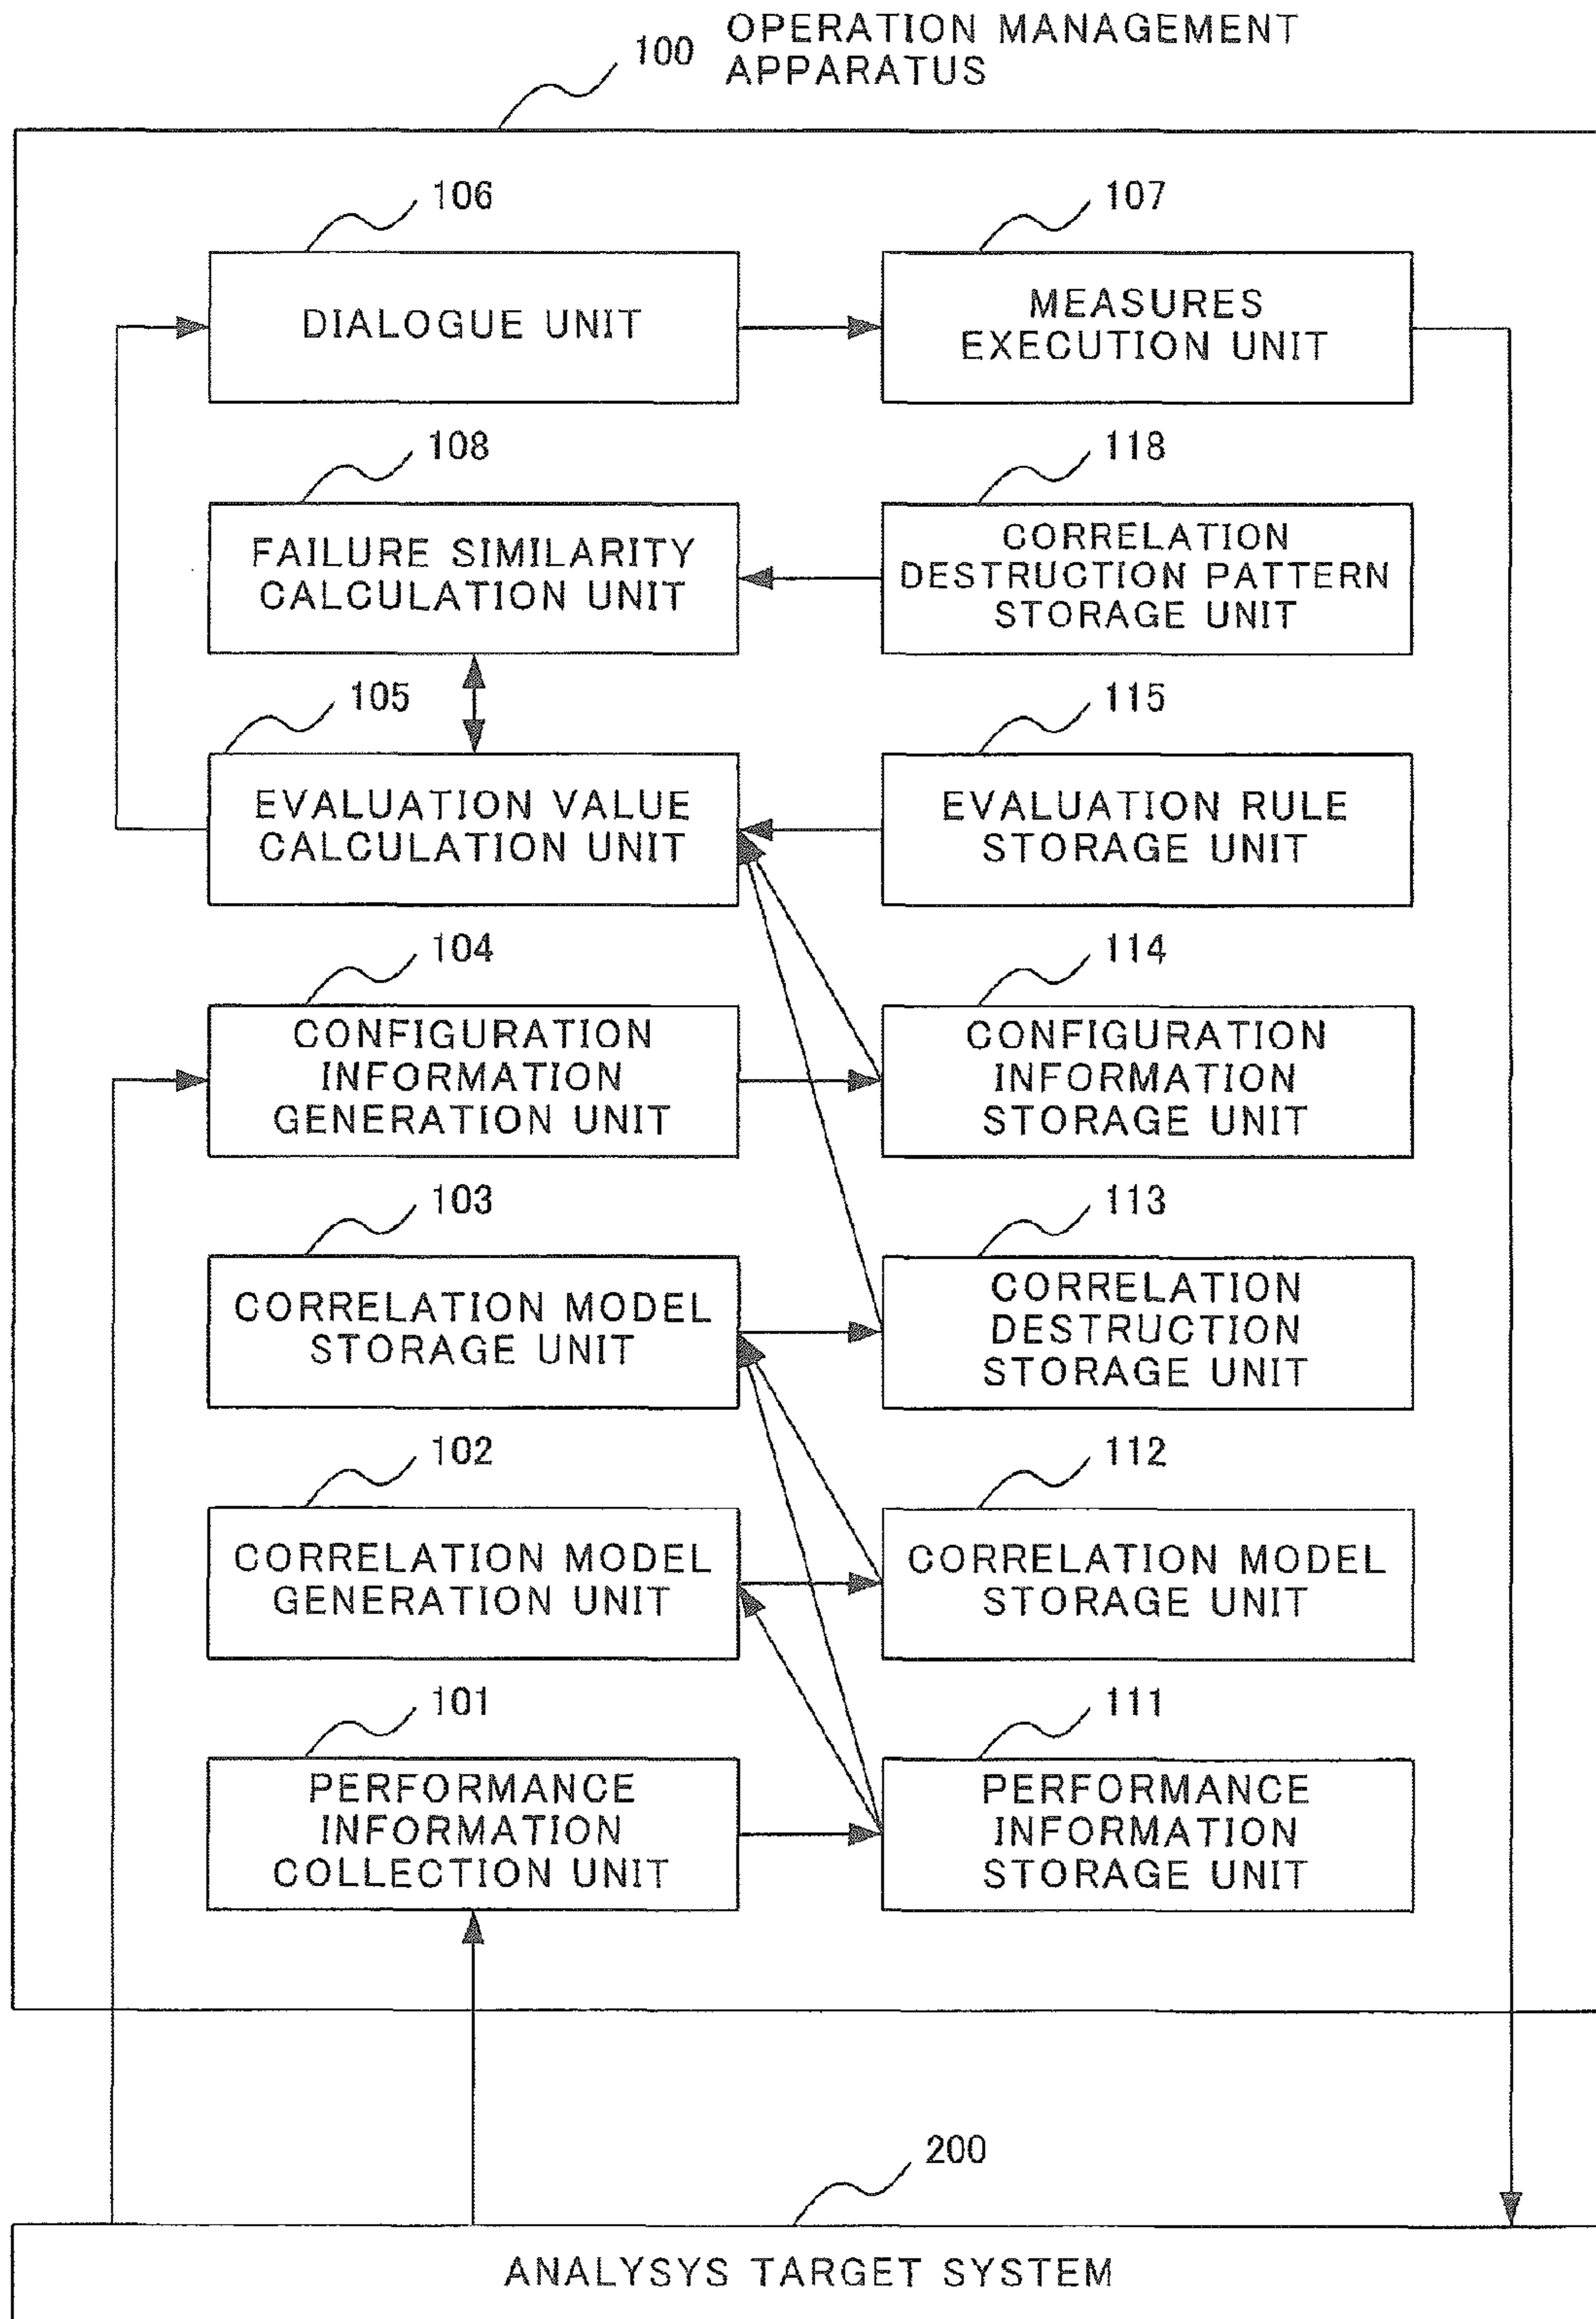 100
OPERATION MANAGEMENT
APPARATUS
106
107
DIALOGUE UNIT
MEASURES
EXECUTION UNIT
108
118
FAILURE SIMILARITY
CALCULATION UNIT
CORRELATION
DESTRUCTION PATTERN
STORAGE UNIT
105
115
EVALUATION VALUE
CALCULATION UNIT
EVALUATION RULE
STORAGE UNIT
104
114
CONFIGURATION
INFORMATION
GENERATION UNIT
CONFIGURATION
INFORMATION
STORAGE UNIT
103
113
CORRELATION MODEL
STORAGE UNIT
CORRELATION
DESTRUCTION
STORAGE UNIT
102
112
CORRELATION MODEL
GENERATION UNIT
CORRELATION MODEL
STORAGE UNIT
101
111
PERFORMANCE
INFORMATION
COLLECTION UNIT
PERFORMANCE
INFORMATION
STORAGE UNIT
200
ANALYSYS TARGET SYSTEM